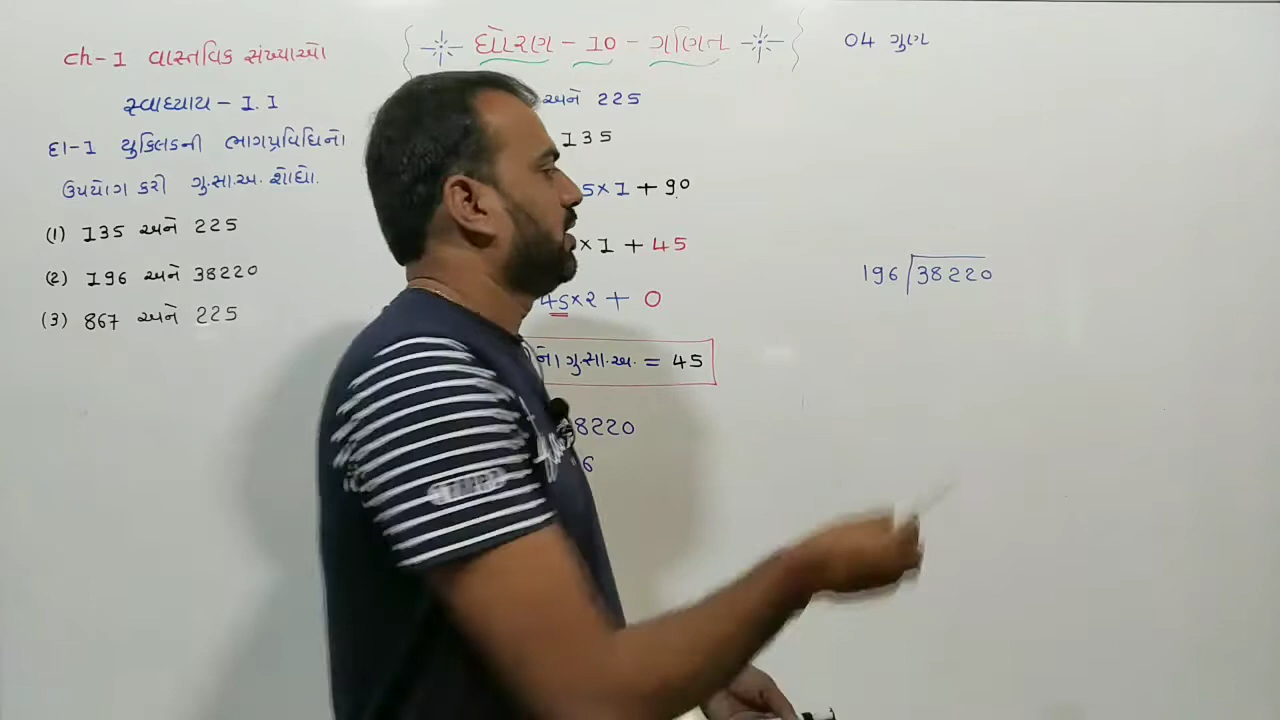 ch-1 વાસ્તવિક સંખ્યાઓ
ધોરણ - 10 - ગણિત
04 ગુણ
સ્વાધ્યાય - 1.1
દા-1 યુક્લિડની ભાગપ્રવિધિનો
ઉપયોગ કરી ગુ.સા.અ. શોધો.
(1) 135 અને 225
(2) 196 અને 38220
(3) 867 અને 225
અને 225
135
5×1 + 90
×1 + 45
45×2 + 0
નો ગુ.સા.અ. = 45
8220
6
196 38220